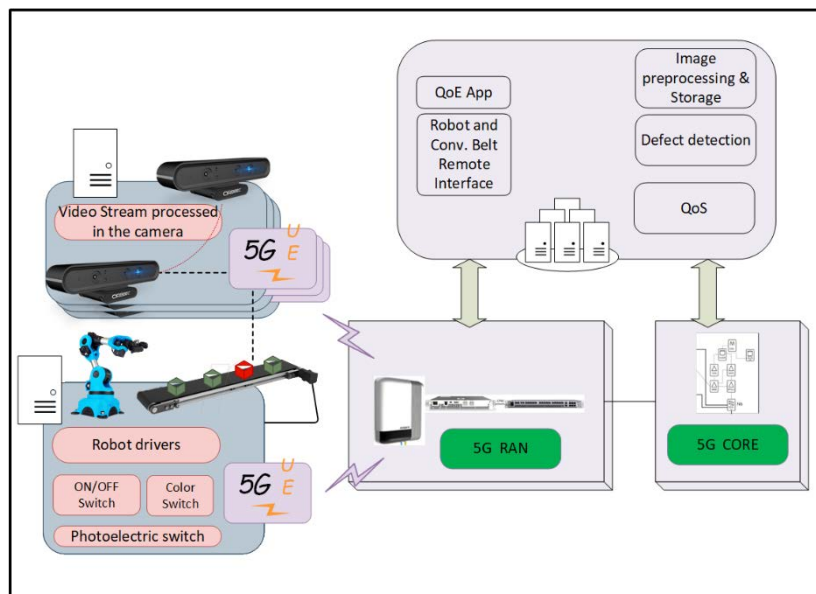 Image
preprocessing &
Storage
QoE App
Robot and
Conv. Belt
Remote
Interface
Defect detection
QoS
Video Stream processed
in the camera
5G
U
E
5G RAN
5G CORE
Robot drivers
ON/OFF
Switch
Color
Switch
5G
U
E
Photoelectric switch